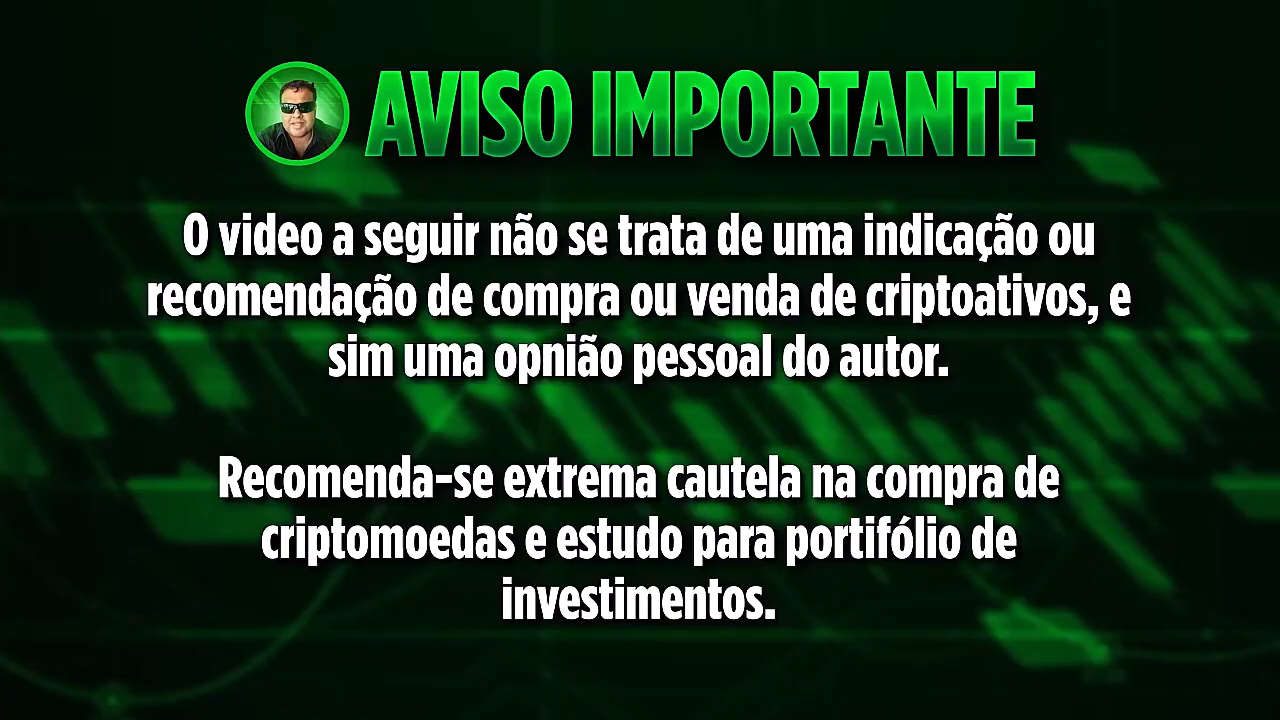 AVISO IMPORTANTE
O video a seguir não se trata de uma indicação ou
recomendação de compra ou venda de criptoativos, e
sim uma opnião pessoal do autor.
Recomenda-se extrema cautela na compra de
criptomoedas e estudo para portifólio de
investimentos.